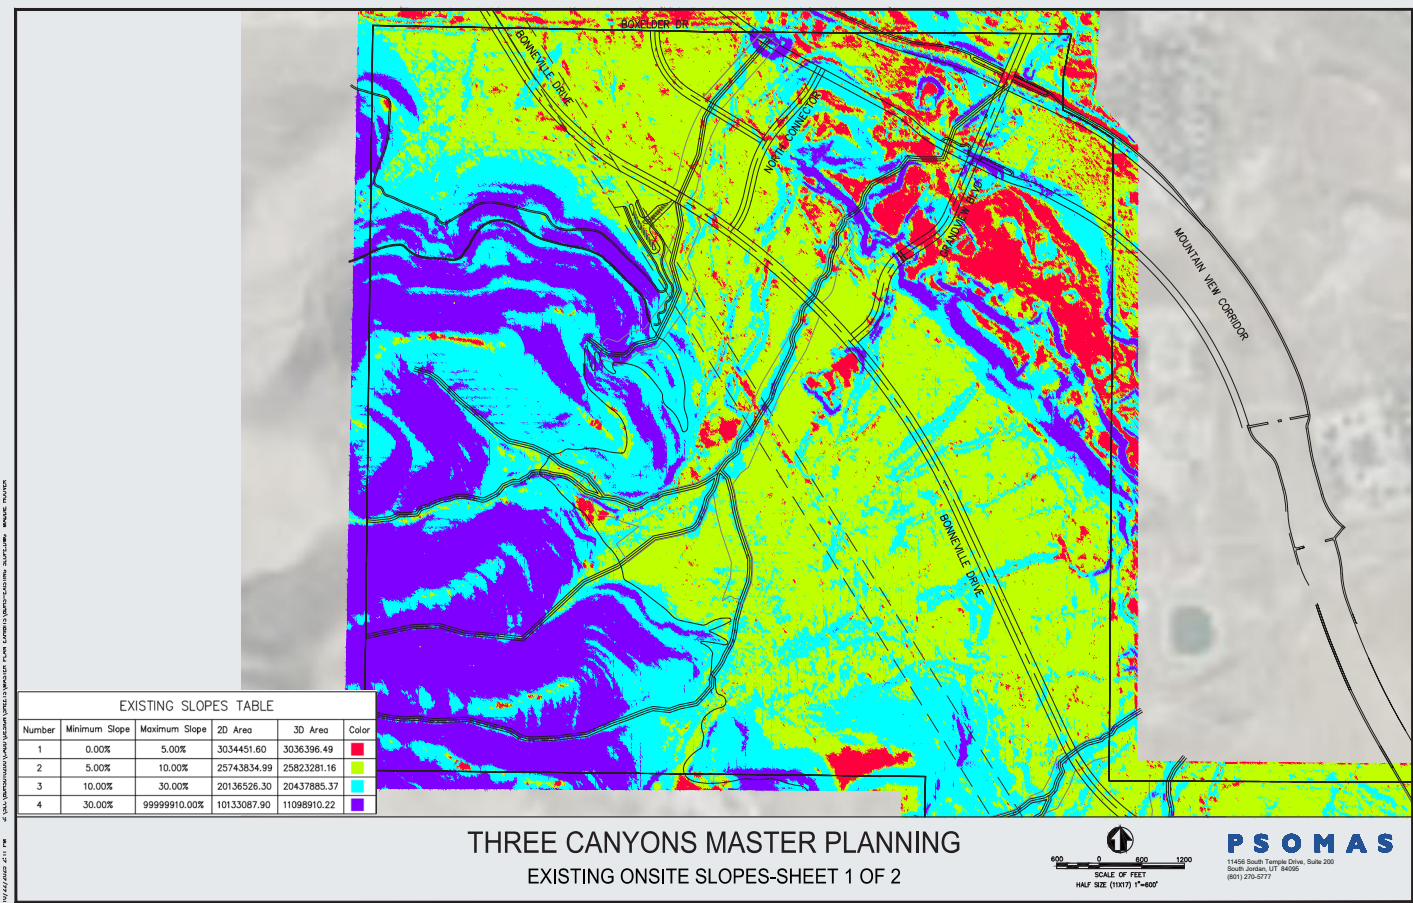 BOXELDER DR
BONNEVILLE DRIVE
NORTH CONNECTOR
GRANDVIEW BLVD
MOUNTAIN VIEW CORRIDOR
BONNEVILLE DRIVE
EXISTING SLOPES TABLE
Number Minimum Slope Maximum Slope 2D Area 3D Area Color
1 0.00% 5.00% 3034451.60 3036396.49
2 5.00% 10.00% 25743834.99 25823281.16
3 10.00% 30.00% 20136526.30 20437885.37
4 30.00% 99999910.00% 10133087.90 11098910.22
THREE CANYONS MASTER PLANNING
EXISTING ONSITE SLOPES-SHEET 1 OF 2
600 0 600 1200
SCALE OF FEET
HALF SIZE (11X17) 1"=600'
PSOMAS
11456 South Temple Drive, Suite 200
South Jordan, UT 84095
(801) 270-5777